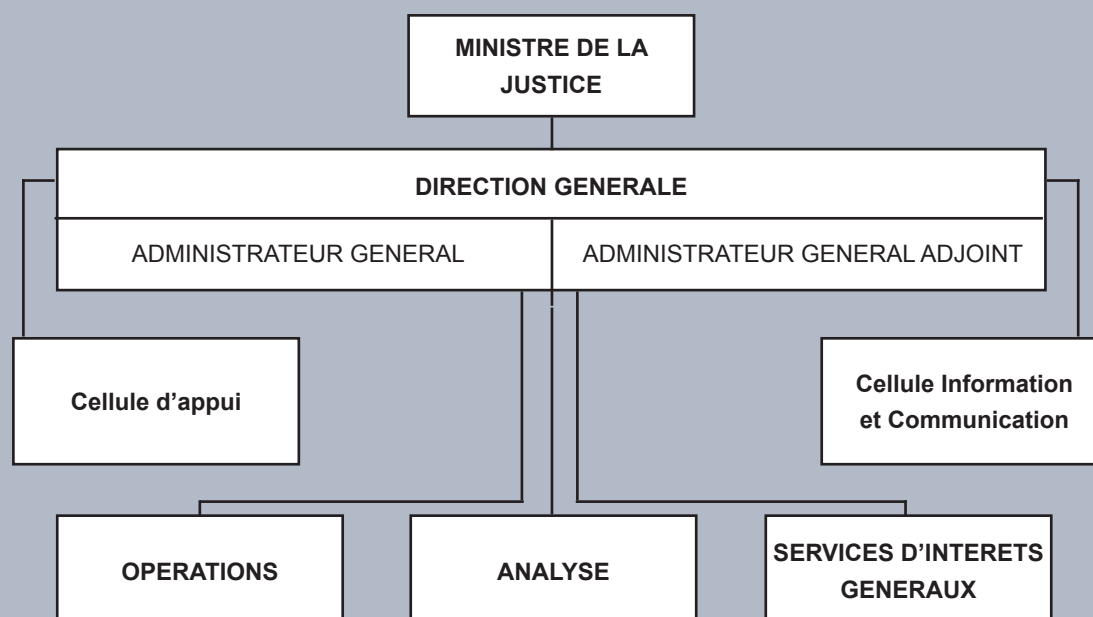 MINISTRE DE LA
JUSTICE
DIRECTION GENERALE
ADMINISTRATEUR GENERAL
ADMINISTRATEUR GENERAL ADJOINT
Cellule d'appui
Cellule Information
et Communication
OPERATIONS
ANALYSE
SERVICES D'INTERETS
GENERAUX